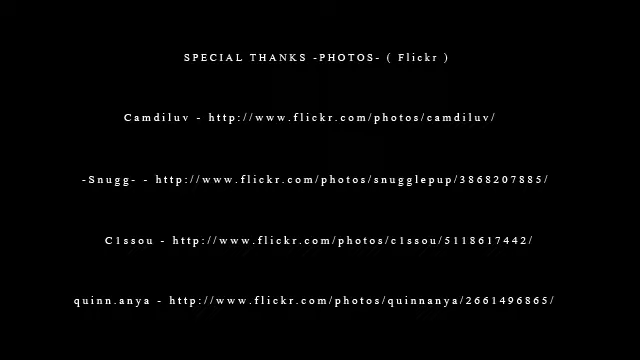 SPECIAL THANKS -PHOTOS- ( Flickr )
Camdiluv - http://www.flickr.com/photos/camdiluv/
-Snugg- - http://www.flickr.com/photos/snugglepup/3868207885/
C1ssou - http://www.flickr.com/photos/c1ssou/5118617442/
quinn.anya - http://www.flickr.com/photos/quinnanya/2661496865/